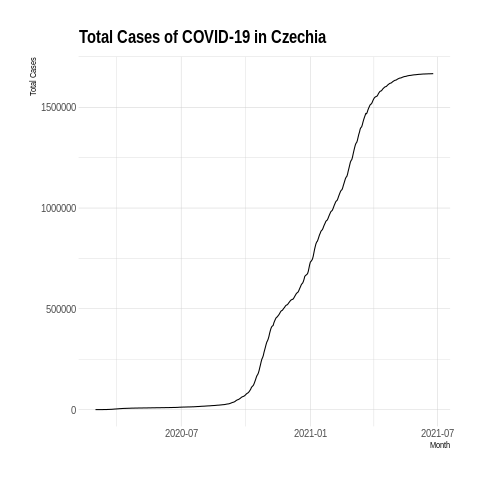 Total Cases of COVID-19 in Czechia
Total Cases
1500000
1000000
500000
0
2020-07
2021-01
2021-07
Month